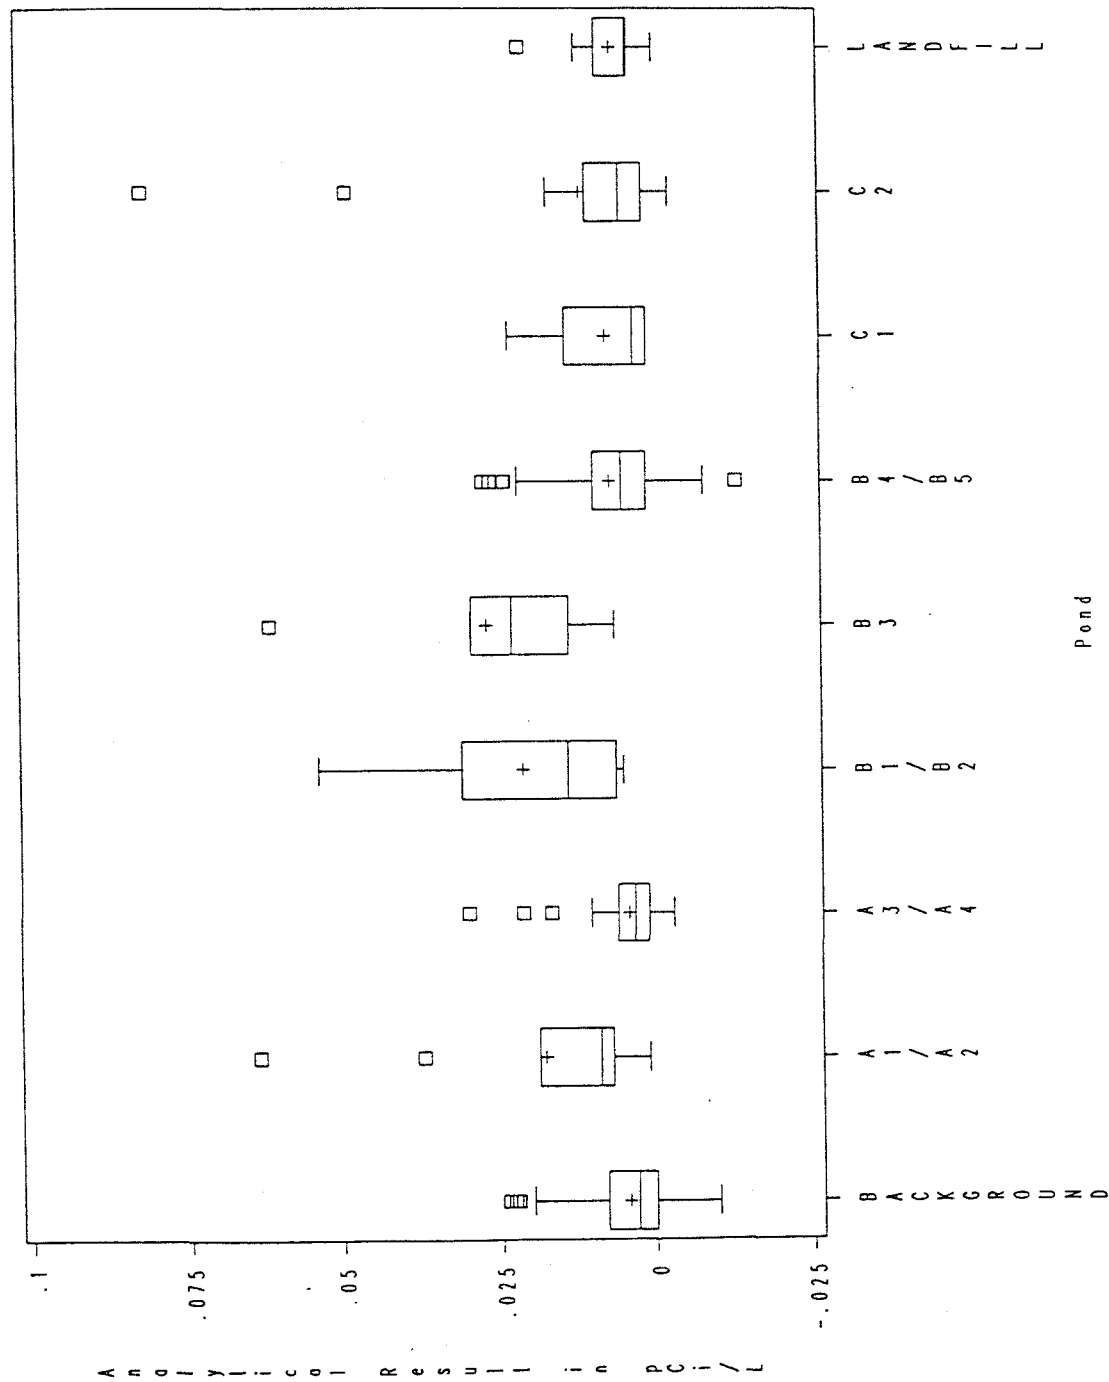 Analytical Result in pCi/L
.1
.075
.05
.025
0
-.025
BACKGROUND
A1/A2
A3/A4
B1/B2
B3
B4/B5
C1
C2
LANDFILL
Pond